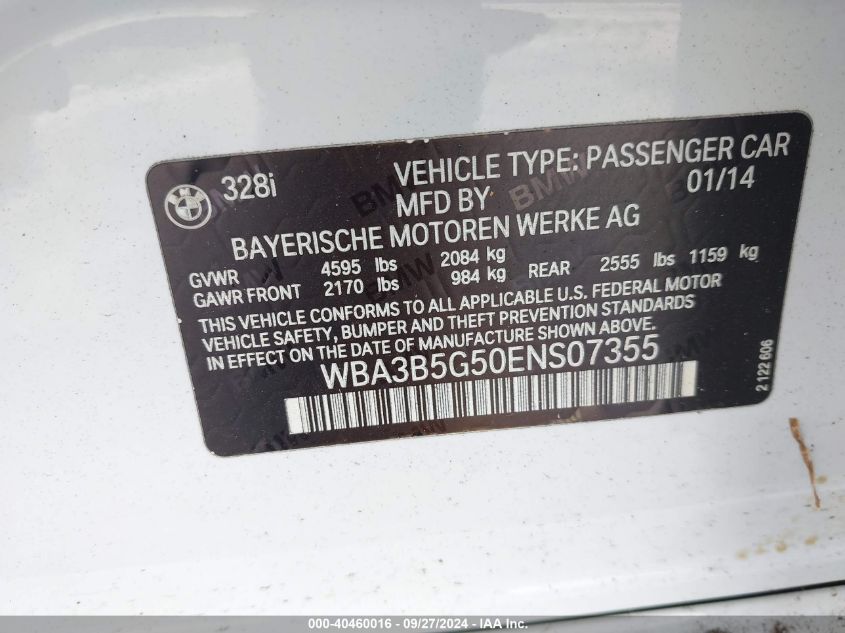 328i
VEHICLE TYPE: PASSENGER CAR
MFD BY 01/14
BAYERISCHE MOTOREN WERKE AG
GVWR 4595 lbs 2084 kg
GAWR FRONT 2170 lbs 984 kg REAR 2555 lbs 1159 kg
THIS VEHICLE CONFORMS TO ALL APPLICABLE U.S. FEDERAL MOTOR
VEHICLE SAFETY, BUMPER AND THEFT PREVENTION STANDARDS
IN EFFECT ON THE DATE OF MANUFACTURE SHOWN ABOVE.
WBA3B5G50ENS07355
2 122 606
000-40460016 - 09/27/2024 - IAA Inc.